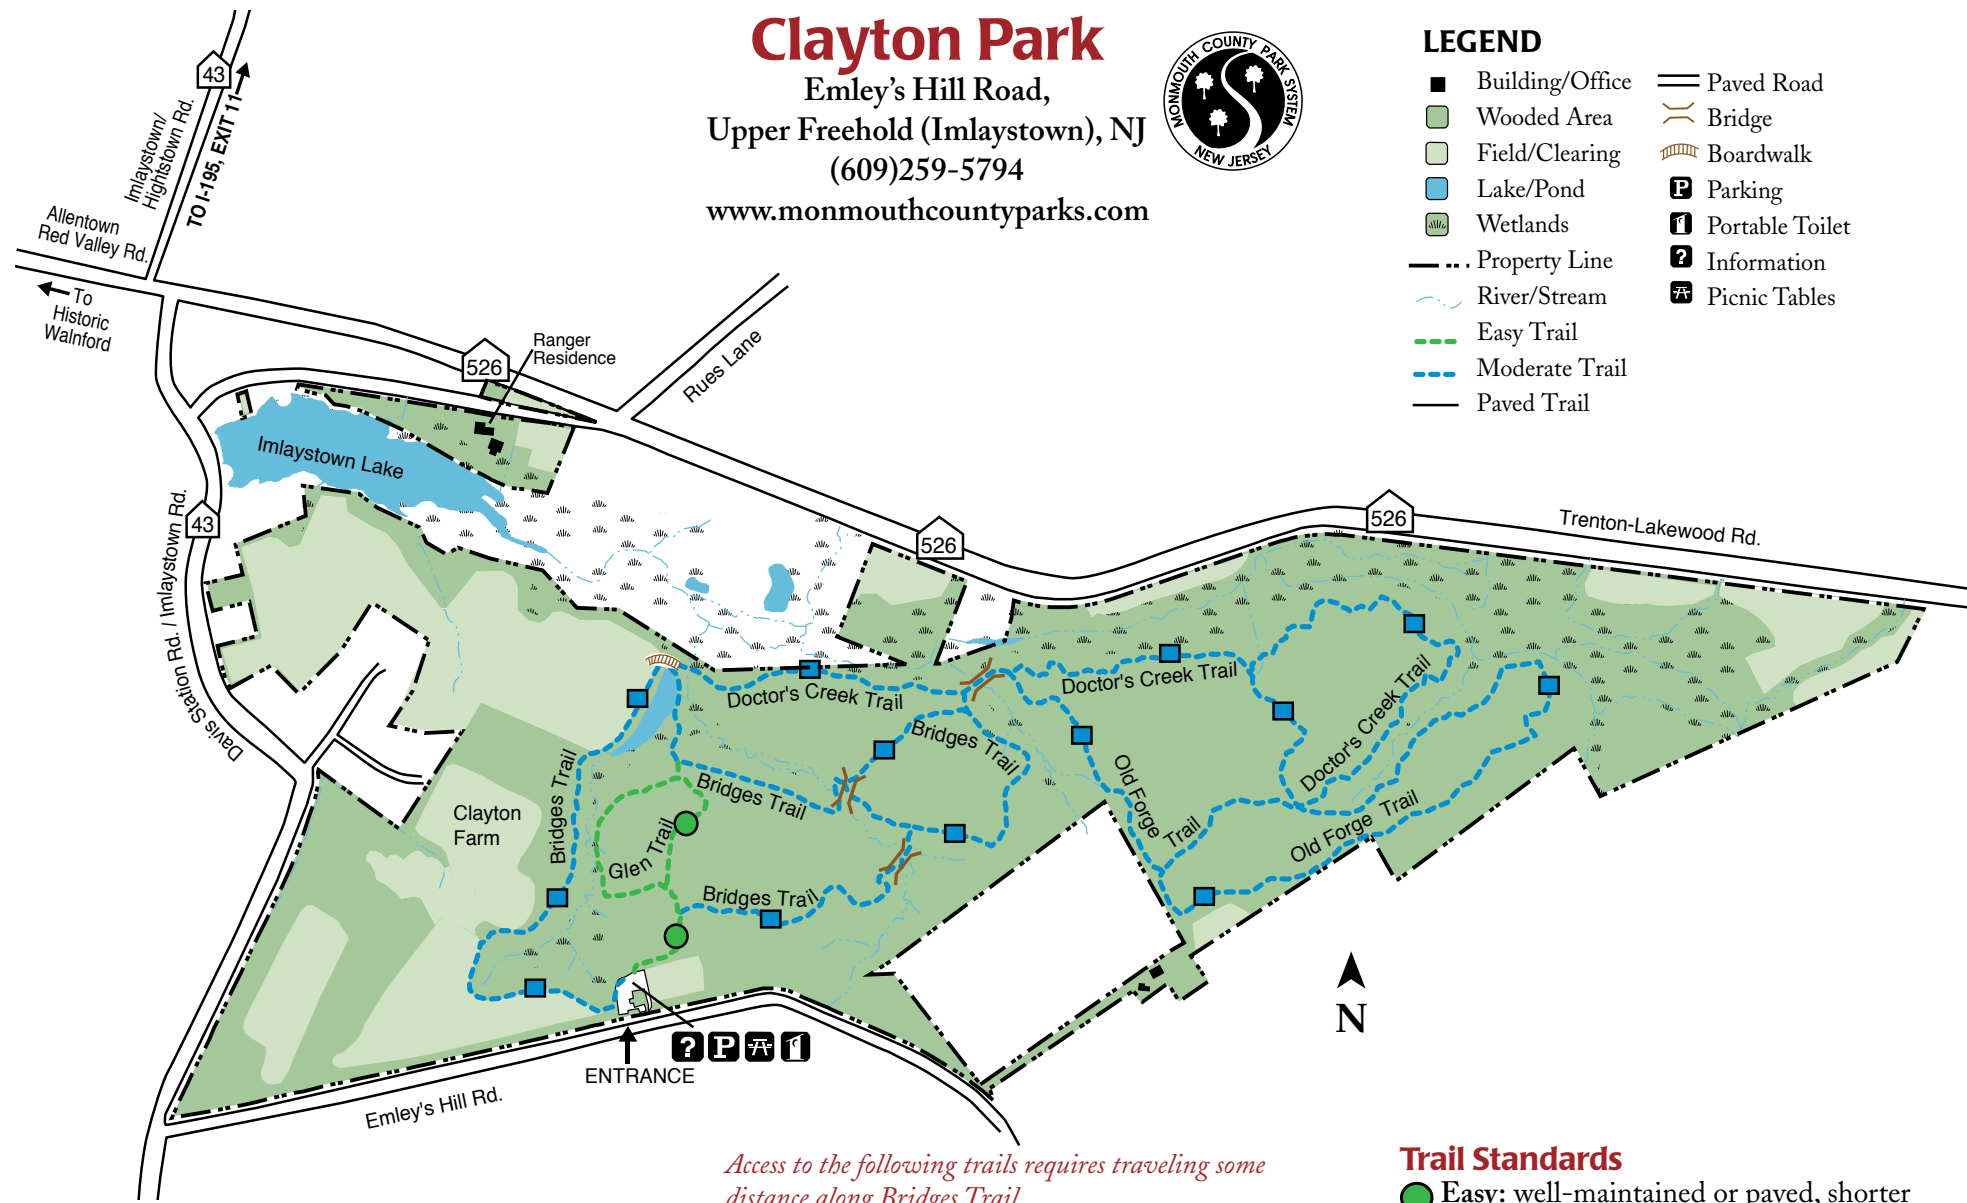 Clayton Park
Emley's Hill Road,
Upper Freehold (Imlaystown), NJ
(609)259-5794
www.monmouthcountyparks.com
MONMOUTH COUNTY PARK SYSTEM
NEW JERSEY
LEGEND
Building/Office
Wooded Area
Field/Clearing
Lake/Pond
Wetlands
Property Line
River/Stream
Easy Trail
Moderate Trail
Paved Trail
Paved Road
Bridge
Boardwalk
P Parking
Portable Toilet
? Information
Picnic Tables
43
Imlaystown/
Hightstown Rd.
TO I-195, EXIT 11
Allentown
Red Valley Rd.
To
Historic
Walnford
526
Ranger
Residence
Rues Lane
Imlaystown Lake
43
Davis Station Rd. / Imlaystown Rd.
526
526
Trenton-Lakewood Rd.
Doctor's Creek Trail
Doctor's Creek Trail
Doctor's Creek Trail
Bridges Trail
Bridges Trail
Bridges Trail
Bridges Trail
Old Forge
Trail
Old Forge Trail
Glen Trail
Clayton
Farm
N
? P
ENTRANCE
Emley's Hill Rd.
Access to the following trails requires traveling some
distance along Bridges Trail
Trail Standards
Easy: well-maintained or paved, shorter